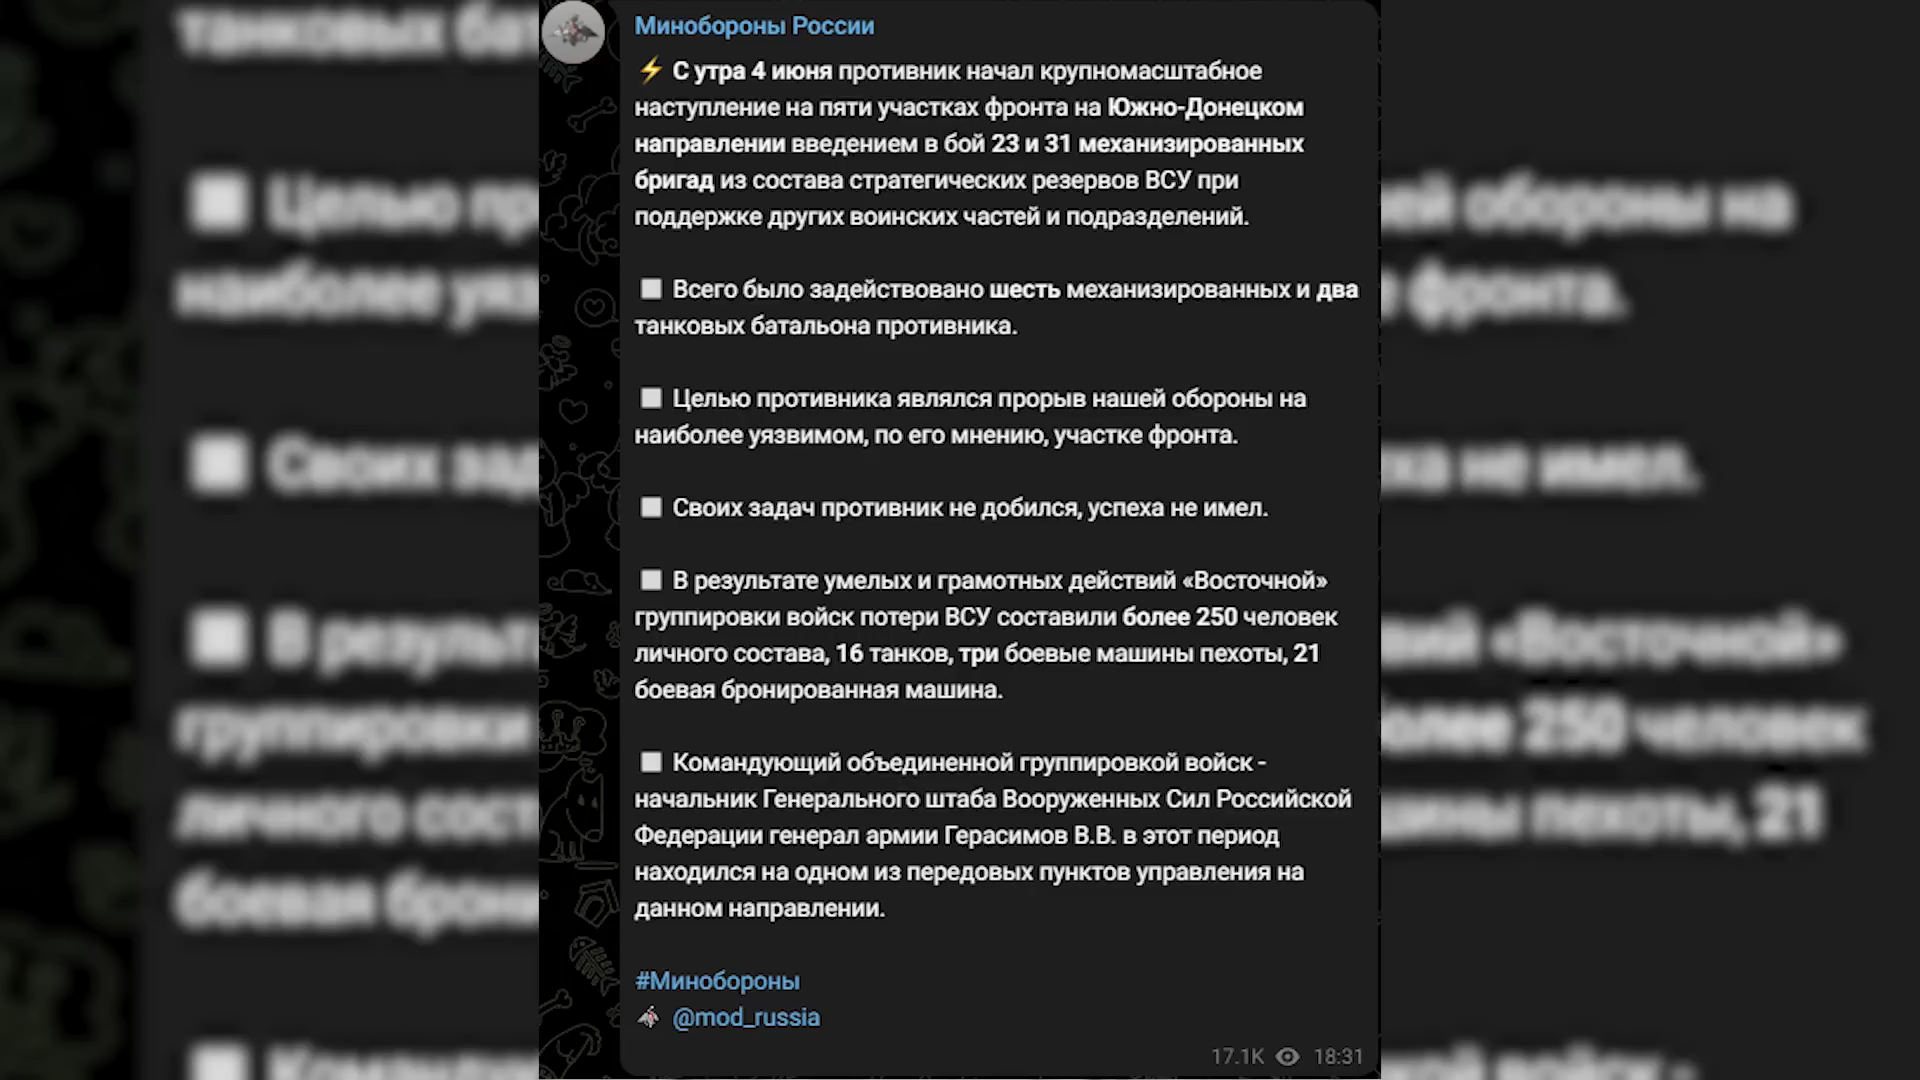 Минобороны России
⚡ С утра 4 июня противник начал крупномасштабное
наступление на пяти участках фронта на Южно-Донецком
направлении введением в бой 23 и 31 механизированных
бригад из состава стратегических резервов ВСУ при
поддержке других воинских частей и подразделений.
◽ Всего было задействовано шесть механизированных и два
танковых батальона противника.
◽ Целью противника являлся прорыв нашей обороны на
наиболее уязвимом, по его мнению, участке фронта.
◽ Своих задач противник не добился, успеха не имел.
◽ В результате умелых и грамотных действий «Восточной»
группировки войск потери ВСУ составили более 250 человек
личного состава, 16 танков, три боевые машины пехоты, 21
боевая бронированная машина.
◽ Командующий объединенной группировкой войск -
начальник Генерального штаба Вооруженных Сил Российской
Федерации генерал армии Герасимов В.В. в этот период
находился на одном из передовых пунктов управления на
данном направлении.
#Минобороны
@mod_russia
17.1K 18:31